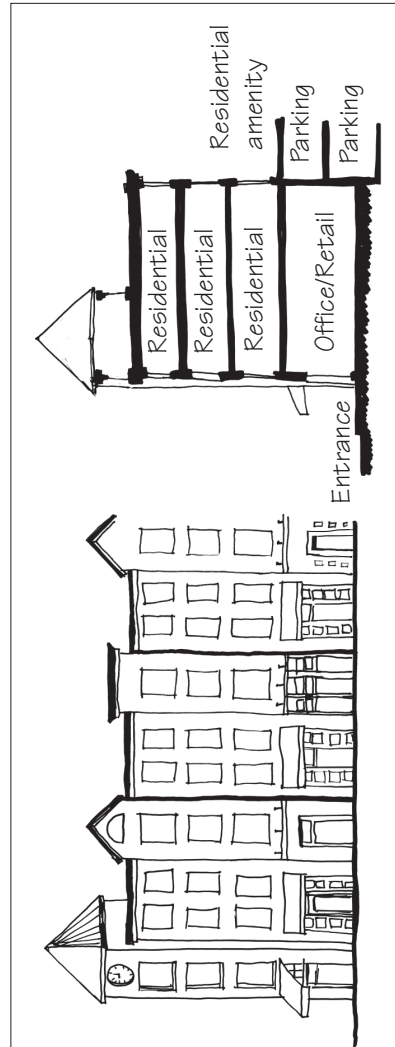 Residential
amenity
Parking
Parking
Residential
Residential
Residential
Office/Retail
Entrance